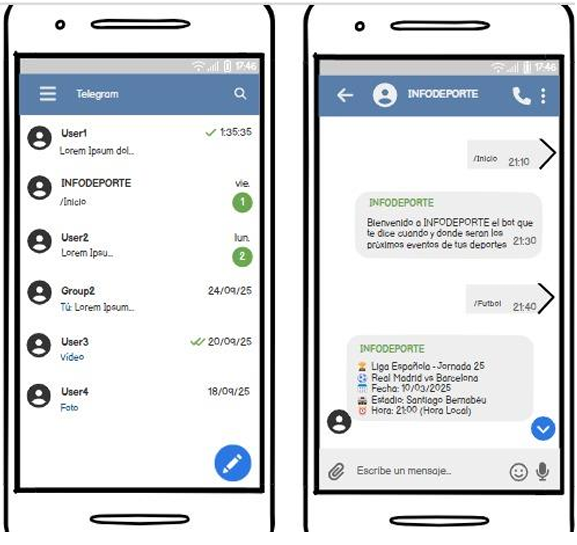 17:46
Telegram
User1
1:35:35
Lorem Ipsum dol...
INFODEPORTE
vie.
/Inicio
1
User2
lun.
Lorem Ipsu...
2
Group2
24/09/25
Tú: Lorem Ipsum...
User3
20/09/25
Video
User4
18/09/25
Foto
17:46
INFODEPORTE
/Inicio 21:10
INFODEPORTE
Bienvenido a INFODEPORTE el bot que
te dice cuando y donde seran los
próximos eventos de tus deportes 21:30
/Futbol 21:40
INFODEPORTE
Liga Española - Jornada 25
Real Madrid vs Barcelona
Fecha: 10/03/2025
Estadio: Santiago Bernabéu
Hora: 21:00 (Hora Local)
Escribe un mensaje...